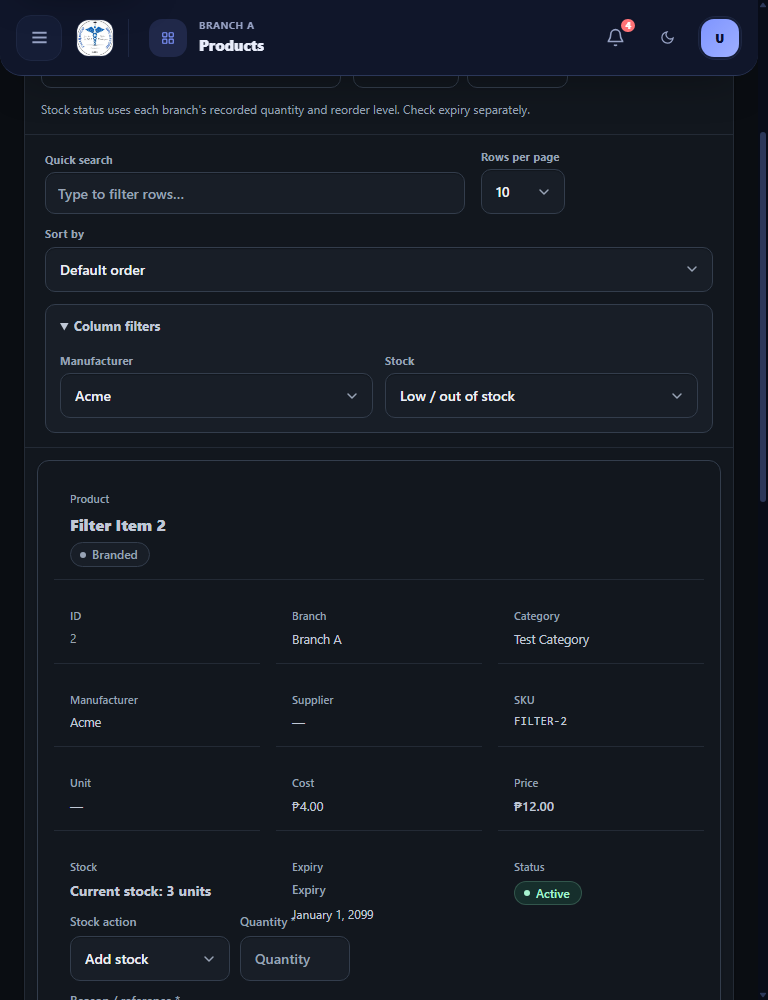 BRANCH A
Products
4
U
Stock status uses each branch's recorded quantity and reorder level. Check expiry separately.
Quick search
Rows per page
Type to filter rows...
10
Sort by
Default order
▼ Column filters
Manufacturer
Stock
Acme
Low / out of stock
Product
Filter Item 2
Branded
ID
Branch
Category
2
Branch A
Test Category
Manufacturer
Supplier
SKU
Acme
—
FILTER-2
Unit
Cost
Price
—
₱4.00
₱12.00
Stock
Expiry
Status
Current stock: 3 units
Expiry
Active
January 1, 2099
Stock action
Quantity *
Add stock
Quantity
Reason / reference *